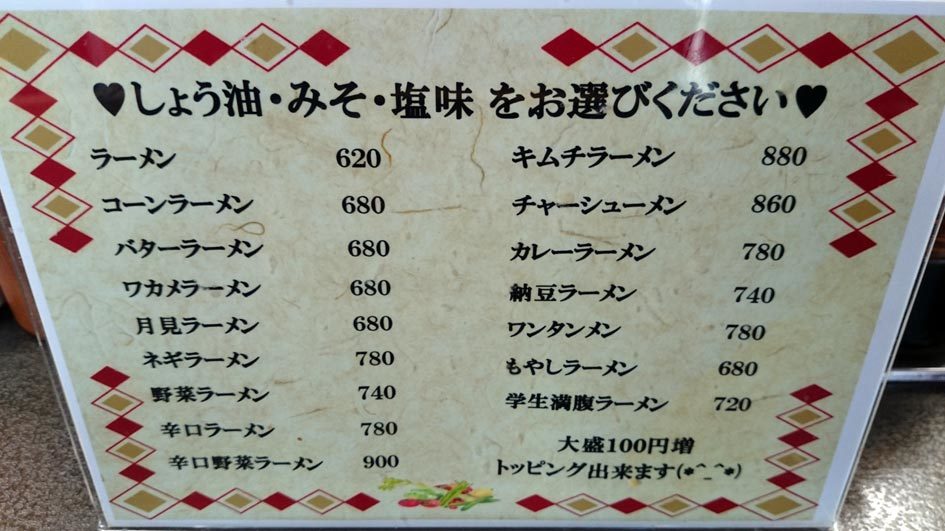 ♥しょう油・みそ・塩味 をお選びください♥
ラーメン 620
コーンラーメン 680
バターラーメン 680
ワカメラーメン 680
月見ラーメン 680
ネギラーメン 780
野菜ラーメン 740
辛口ラーメン 780
辛口野菜ラーメン 900
キムチラーメン 880
チャーシューメン 860
カレーラーメン 780
納豆ラーメン 740
ワンタンメン 780
もやしラーメン 680
学生満腹ラーメン 720
大盛100円増
トッピング出来ます(*^_^*)